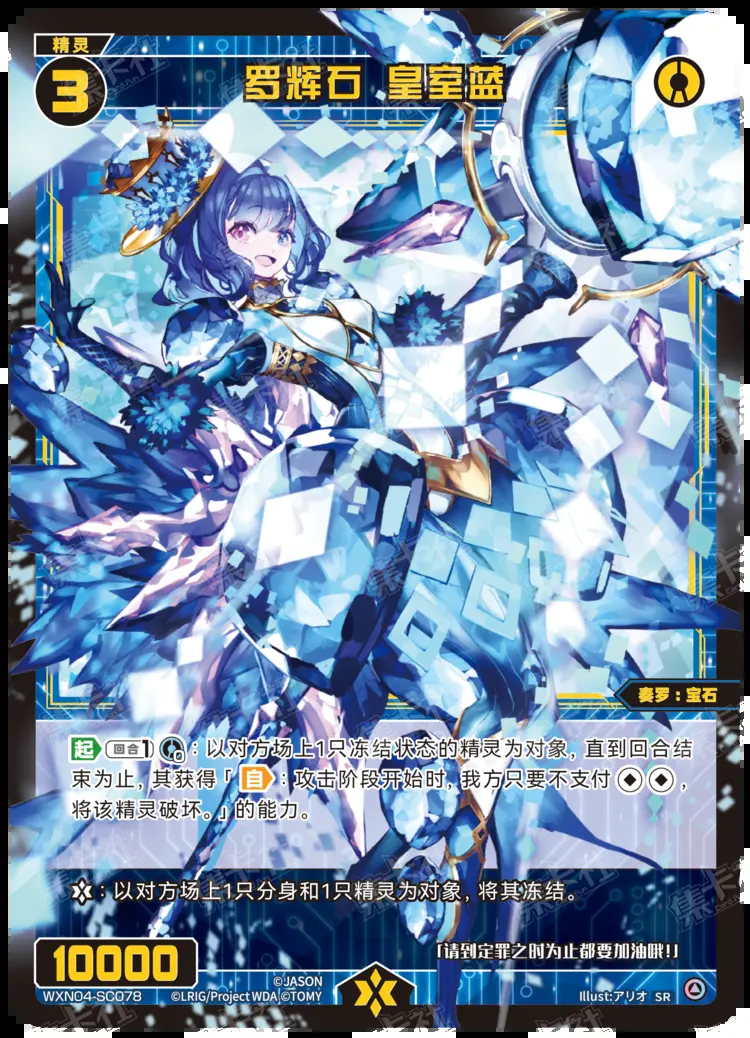 精灵
3
罗辉石 皇室蓝
奏罗：宝石
起 回合1 0：以对方场上1只冻结状态的精灵为对象，直到回合结
束为止，其获得「自：攻击阶段开始时，我方只要不支付◆◆，
将该精灵破坏。」的能力。
：以对方场上1只分身和1只精灵为对象，将其冻结。
「请到定罪之时为止都要加油哦!」
10000
©JASON
WXN04-SC078 ©LRIG/Project WDA ©TOMY
Illust:アリオ SR
集卡社